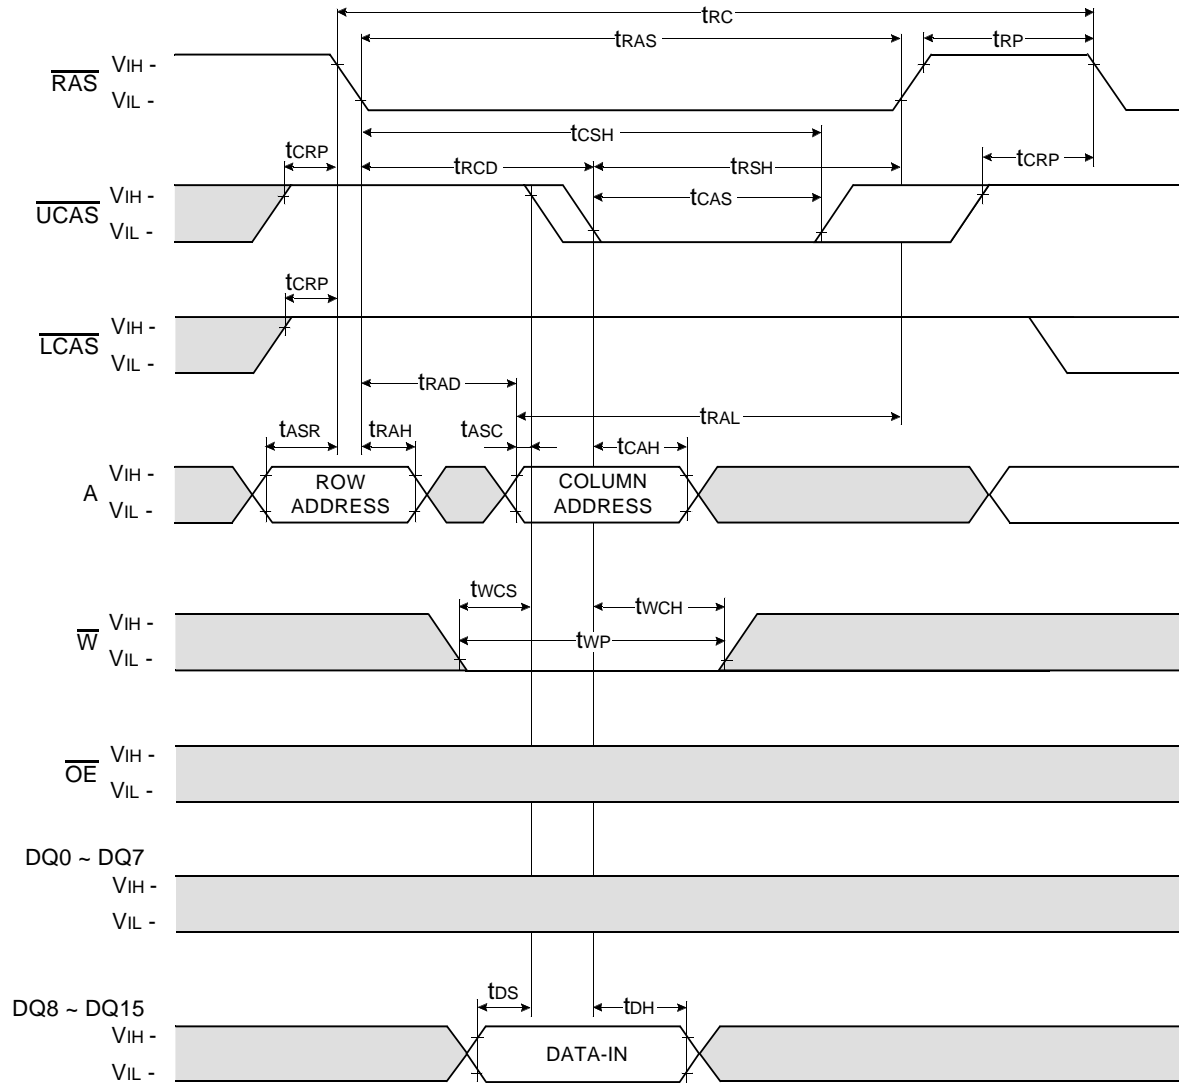 tRC
tRAS
tRP
RAS
VIH -
VIL -
tCSH
tCRP
tRCD
tRSH
tCRP
UCAS
VIH -
VIL -
tCAS
tCRP
LCAS
VIH -
VIL -
tRAD
tRAL
tASR
tRAH
tASC
tCAH
A
VIH -
VIL -
ROW
ADDRESS
COLUMN
ADDRESS
tWCS
tWCH
W
VIH -
VIL -
tWP
OE
VIH -
VIL -
DQ0 ~ DQ7
VIH -
VIL -
tDS
tDH
DQ8 ~ DQ15
VIH -
VIL -
DATA-IN